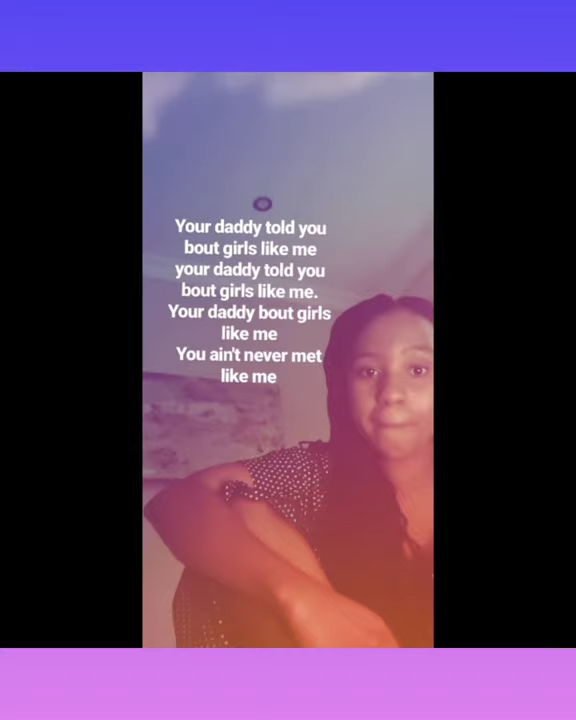 Your daddy told you
bout girls like me
your daddy told you
bout girls like me.
Your daddy bout girls
like me
You ain't never met
like me